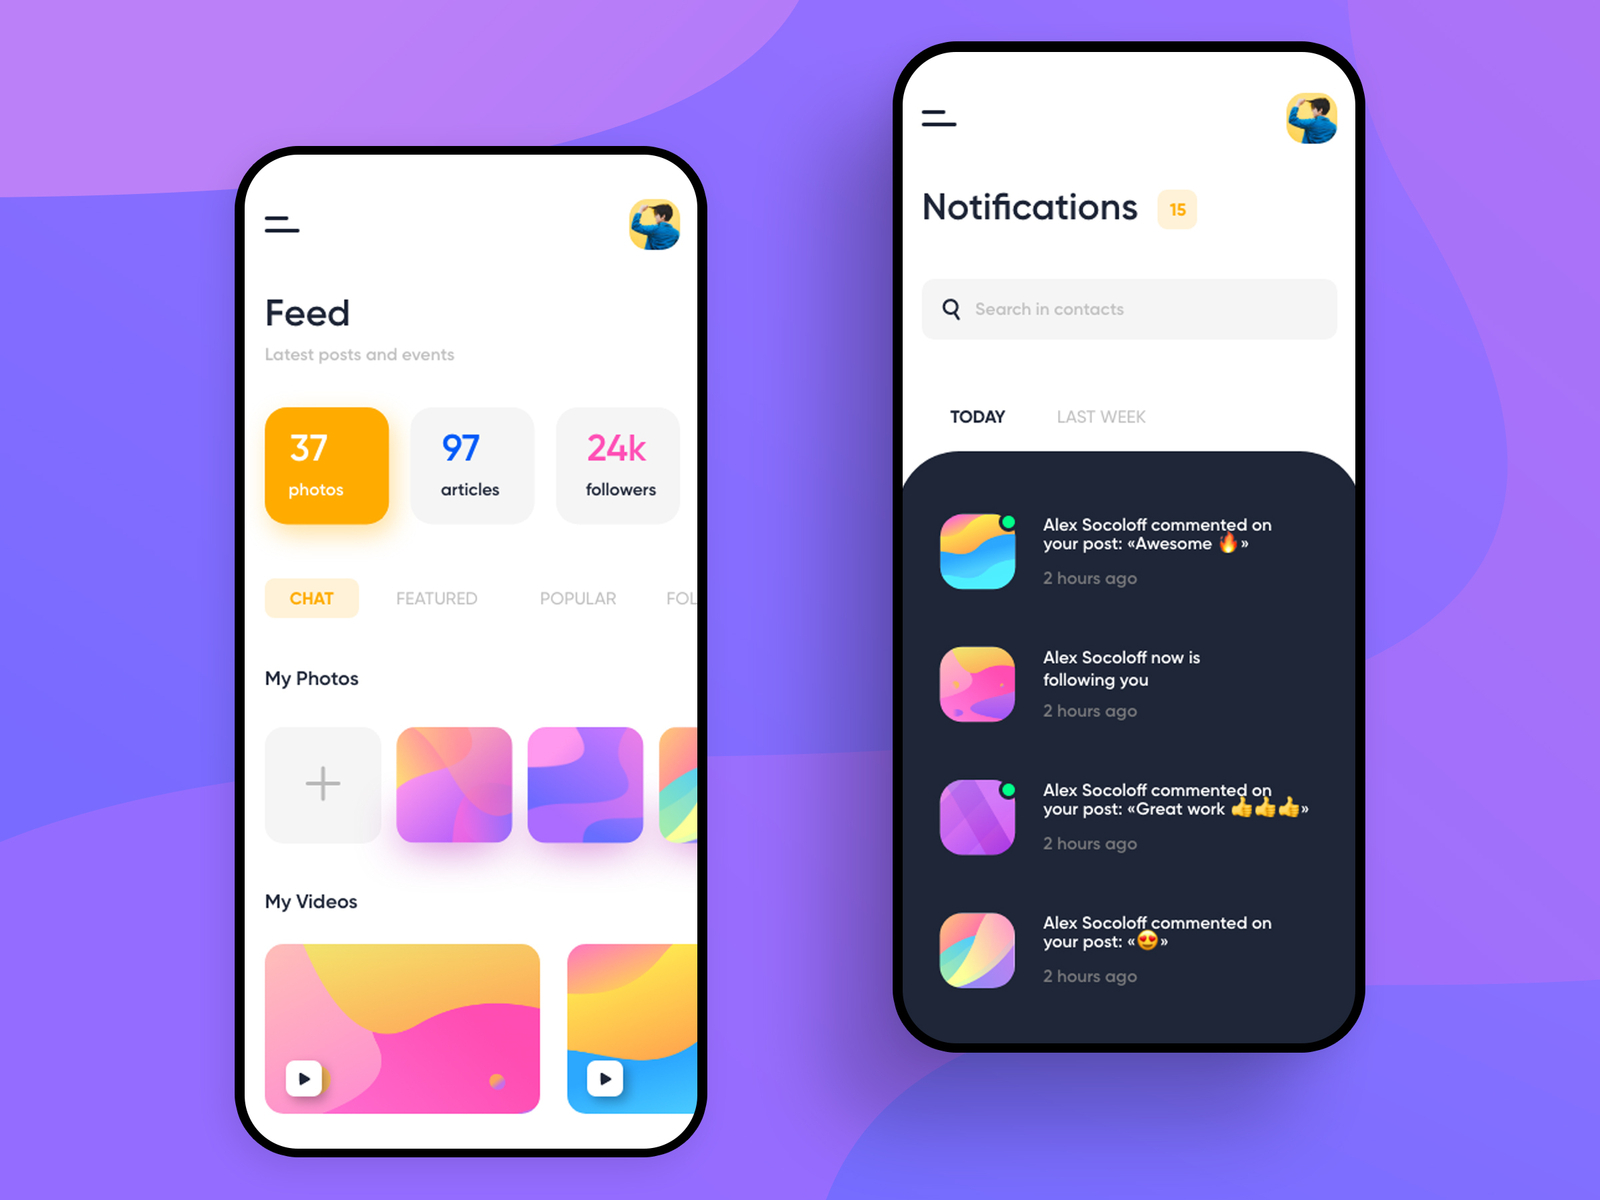 Feed
Latest posts and events
37
photos
97
articles
24k
followers
CHAT
FEATURED
POPULAR
FOL
My Photos
My Videos
Notifications
15
Search in contacts
TODAY
LAST WEEK
Alex Socoloff commented on
your post: «Awesome 🔥»
2 hours ago
Alex Socoloff now is
following you
2 hours ago
Alex Socoloff commented on
your post: «Great work 👍👍👍»
2 hours ago
Alex Socoloff commented on
your post: «😍»
2 hours ago